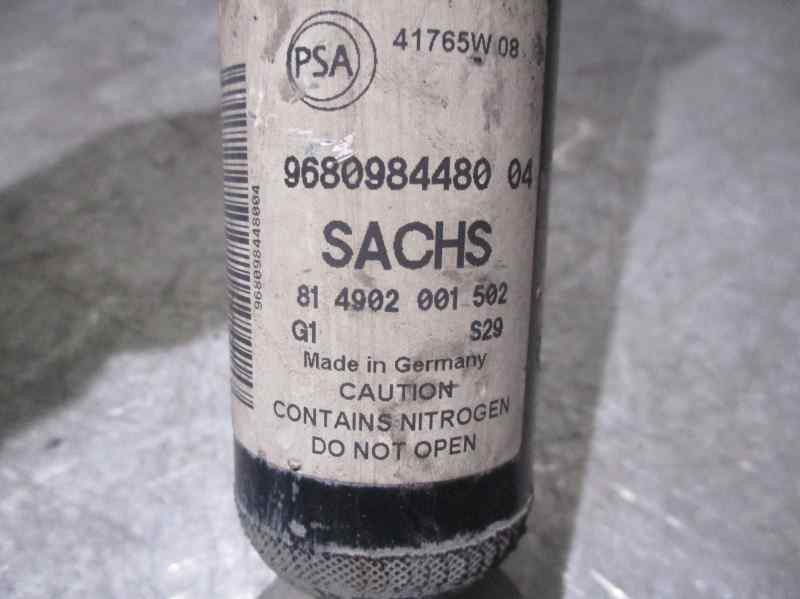 PSA
41765W 08
9680984480 04
968098448004
SACHS
81 4902 001 502
G1 S29
Made in Germany
CAUTION
CONTAINS NITROGEN
DO NOT OPEN